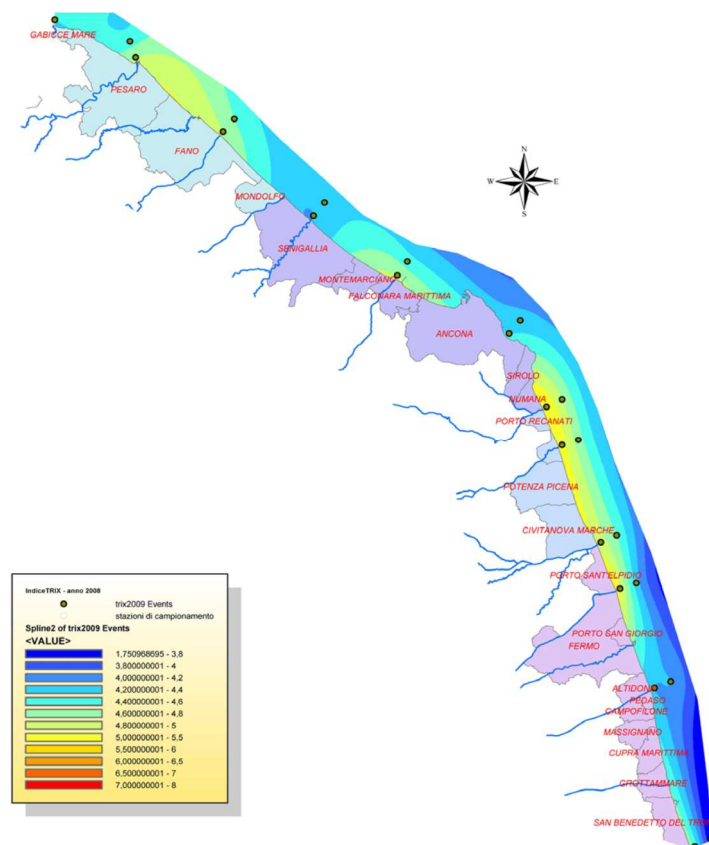 GABICCE MARE
PESARO
FANO
N
W E
S
MONDOLFO
SENIGALLIA
MONTEMARCIANO
FALCONARA MARITTIMA
ANCONA
SIROLO
NUMANA
PORTO RECANATI
POTENZA PICENA
CIVITANOVA MARCHE
PORTO SANT'ELPIDIO
PORTO SAN GIORGIO
FERMO
ALTIDONA
PEDASO
CAMPOFILONE
MASSIGNANO
CUPRA MARITTIMA
GROTTAMMARE
SAN BENEDETTO DEL
IndiceTRIX - anno 2008
trix2009 Events
stazioni di campionamento
Spline2 of trix2009 Events
<VALUE>
1,750968695 - 3,8
3,800000001 - 4
4,000000001 - 4,2
4,200000001 - 4,4
4,400000001 - 4,6
4,600000001 - 4,8
4,800000001 - 5
5,000000001 - 5,5
5,500000001 - 6
6,000000001 - 6,5
6,500000001 - 7
7,000000001 - 8